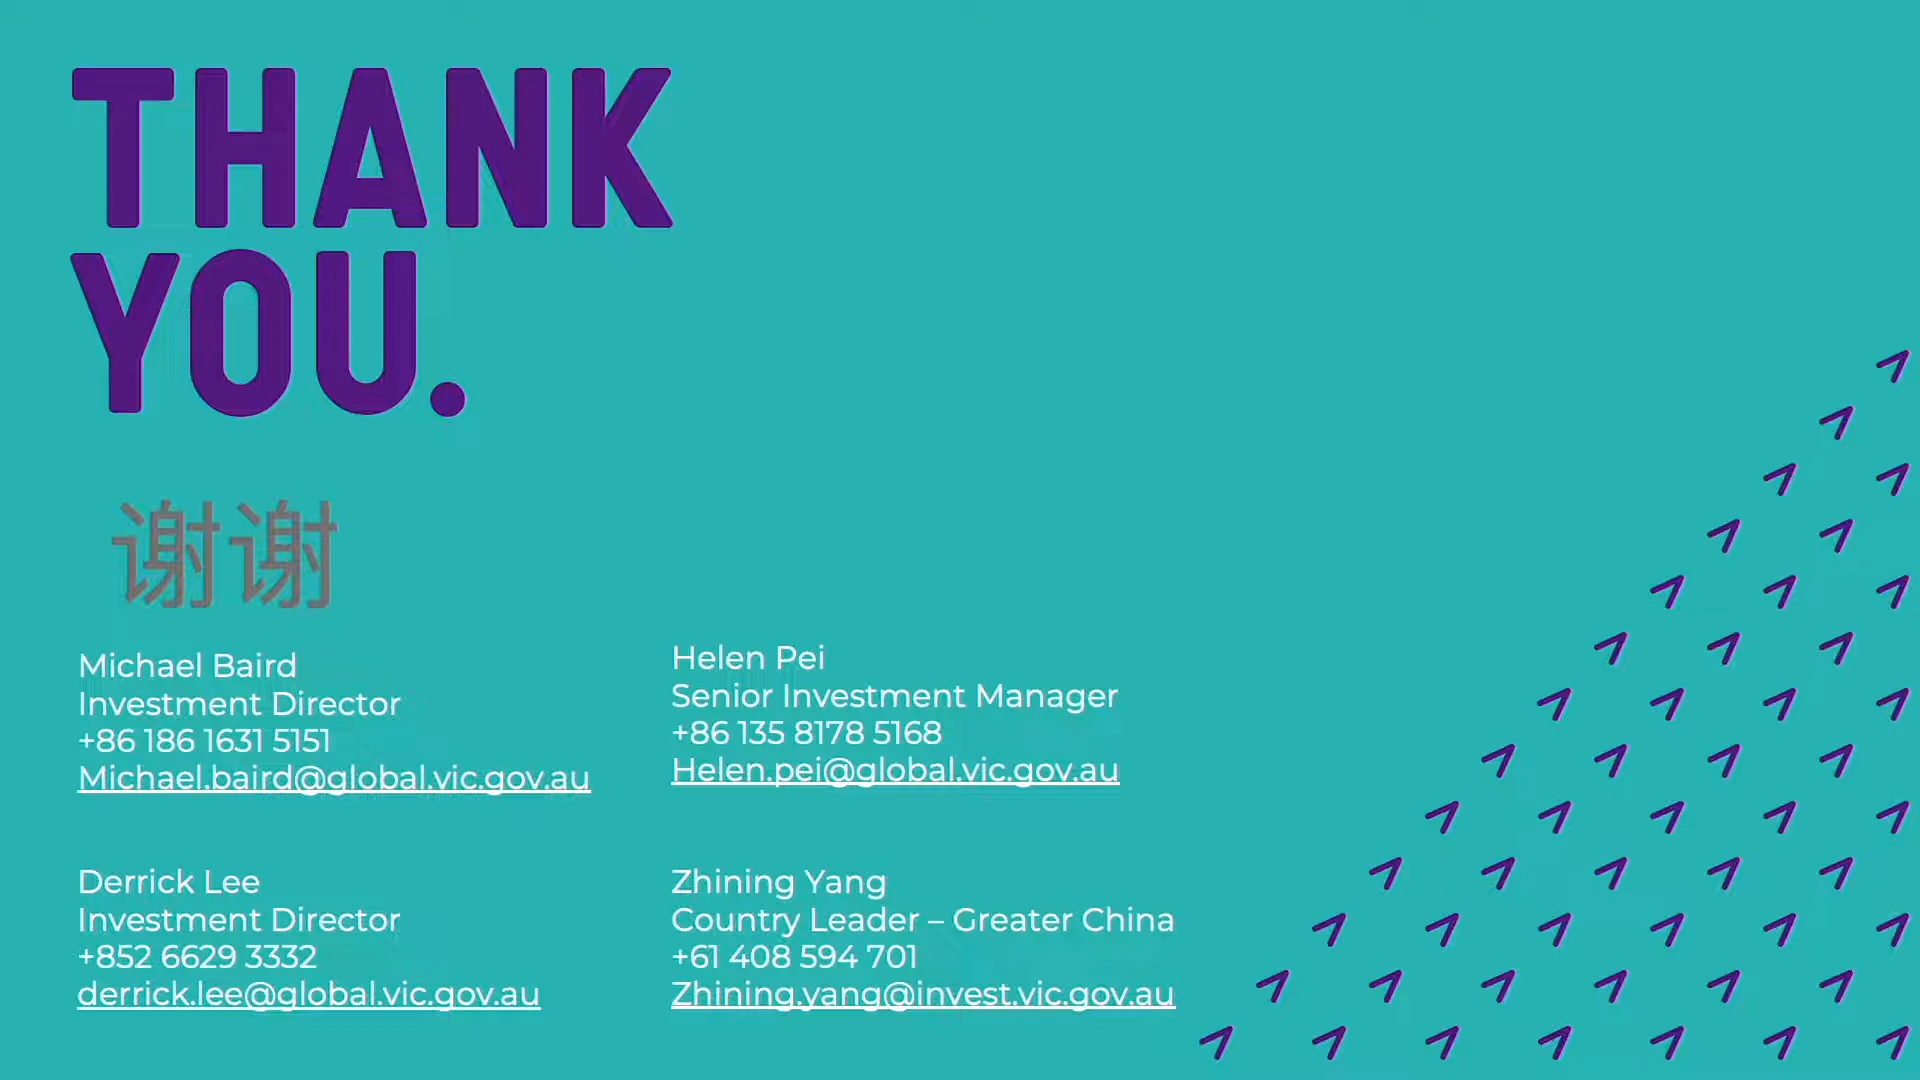 THANK
YOU.
谢谢
Michael Baird
Investment Director
+86 186 1631 5151
Michael.baird@global.vic.gov.au
Helen Pei
Senior Investment Manager
+86 135 8178 5168
Helen.pei@global.vic.gov.au
Derrick Lee
Investment Director
+852 6629 3332
derrick.lee@global.vic.gov.au
Zhining Yang
Country Leader – Greater China
+61 408 594 701
Zhining.yang@invest.vic.gov.au